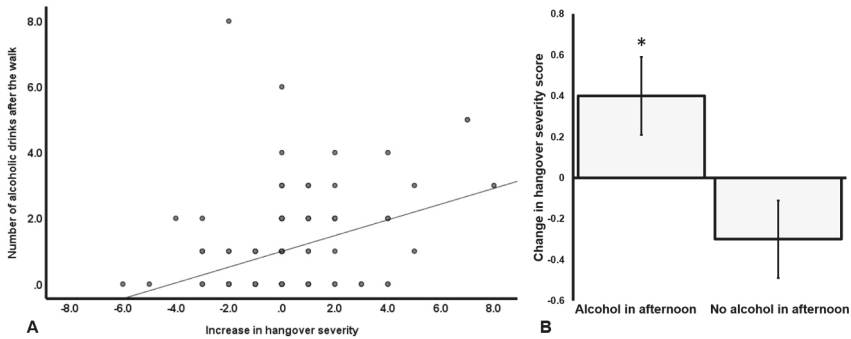 8.0
6.0
4.0
2.0
.0
Number of alcoholic drinks after the walk
-8.0 -6.0 -4.0 -2.0 .0 2.0 4.0 6.0 8.0
Increase in hangover severity
A
0.8
0.6
0.4
0.2
0
-0.2
-0.4
-0.6
Change in hangover severity score
*
Alcohol in afternoon No alcohol in afternoon
B